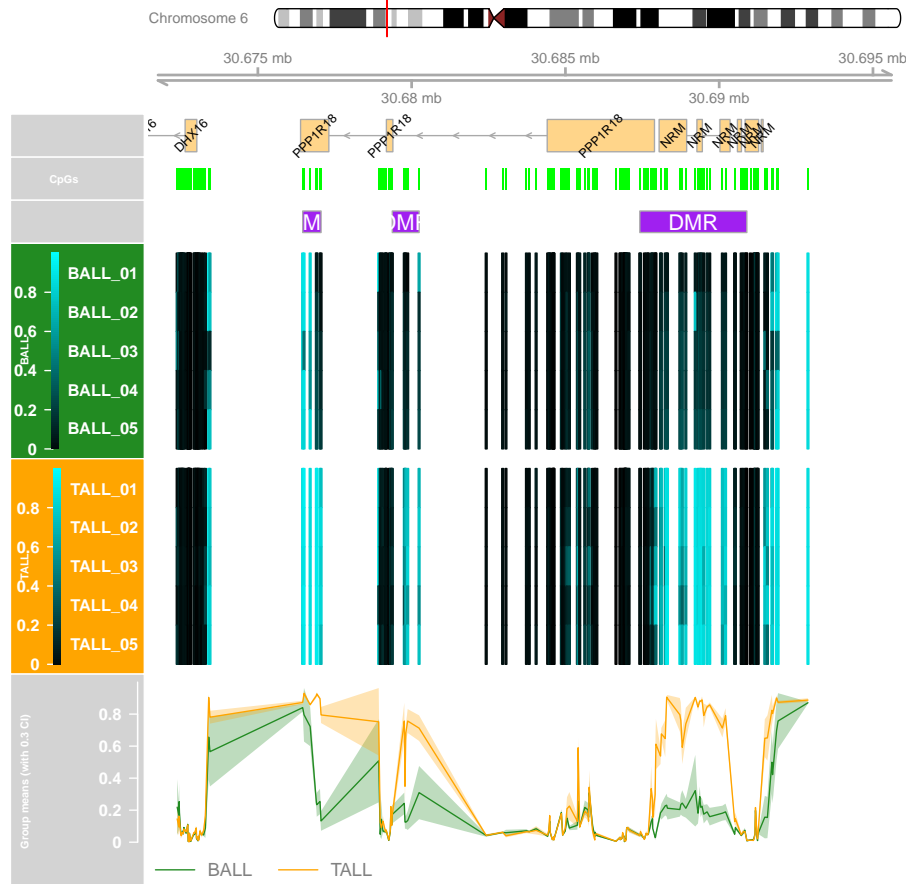 Chromosome 6
30.675 mb
30.685 mb
30.695 mb
30.68 mb
30.69 mb
16
DHX16
PPP1R18
PPP1R18
PPP1R18
NRM
NRM
NRM
NRM
NRM
NRM
CpGs
M
DMR
DMR
BALL
0.8
0.6
0.4
0.2
0
BALL_01
BALL_02
BALL_03
BALL_04
BALL_05
TALL
0.8
0.6
0.4
0.2
0
TALL_01
TALL_02
TALL_03
TALL_04
TALL_05
Group means (with 0.3 CI)
0.8
0.6
0.4
0.2
0
BALL
TALL